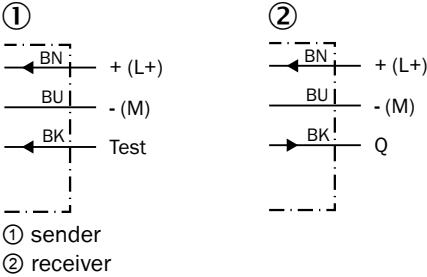 ① ②
BN + (L+) BN + (L+)
BU - (M) BU - (M)
BK Test BK Q
① sender
② receiver